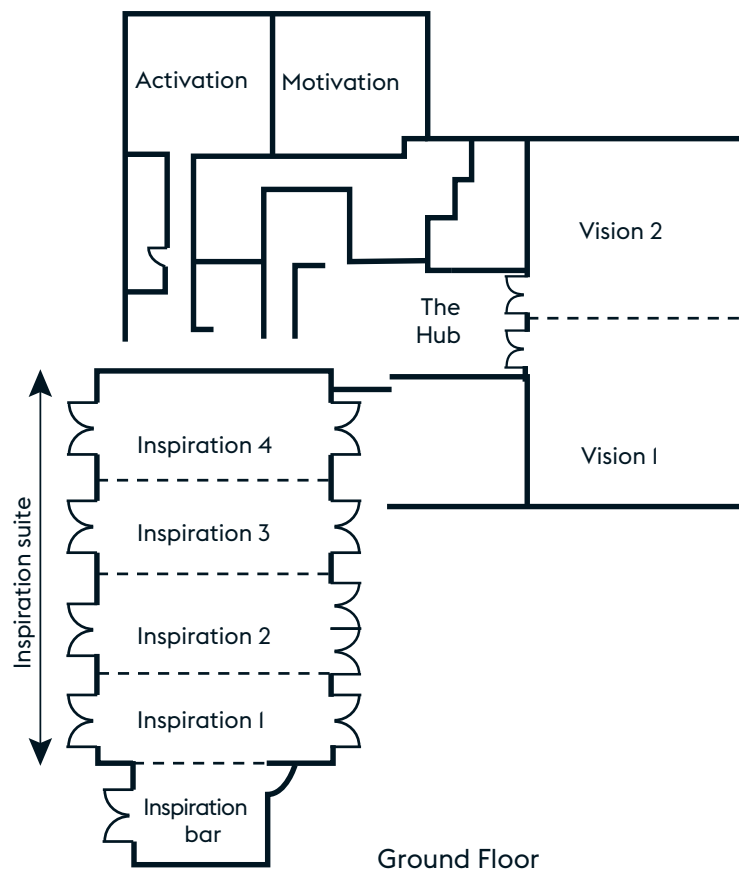 Activation
Motivation
Vision 2
The
Hub
Inspiration 4
Vision 1
Inspiration 3
Inspiration suite
Inspiration 2
Inspiration 1
Inspiration
bar
Ground Floor